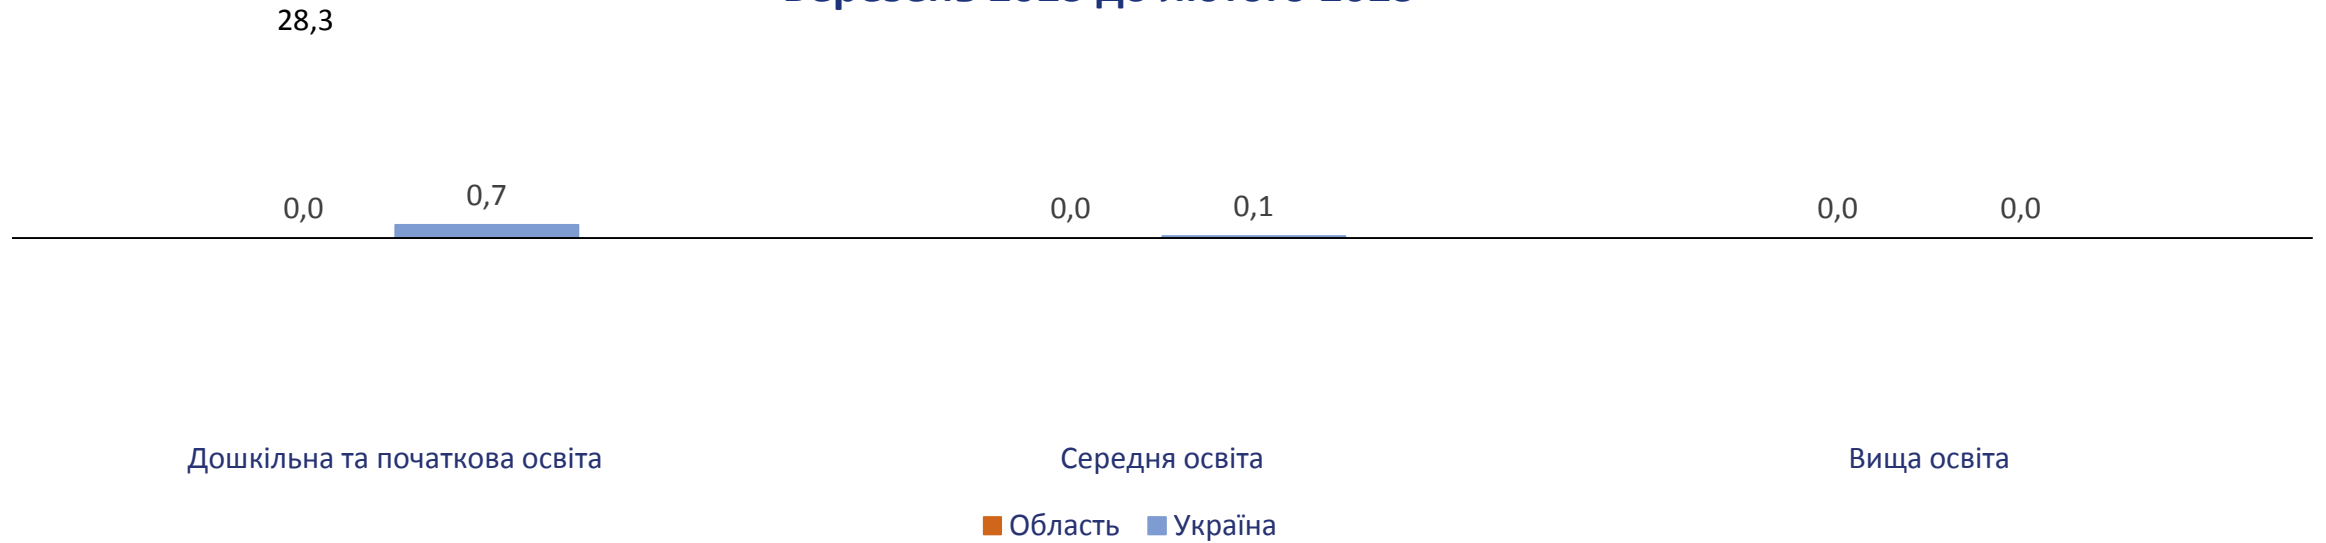 28,3
0,0 0,7 0,0 0,1 0,0 0,0
Дошкільна та початкова освіта Середня освіта Вища освіта
Область Україна